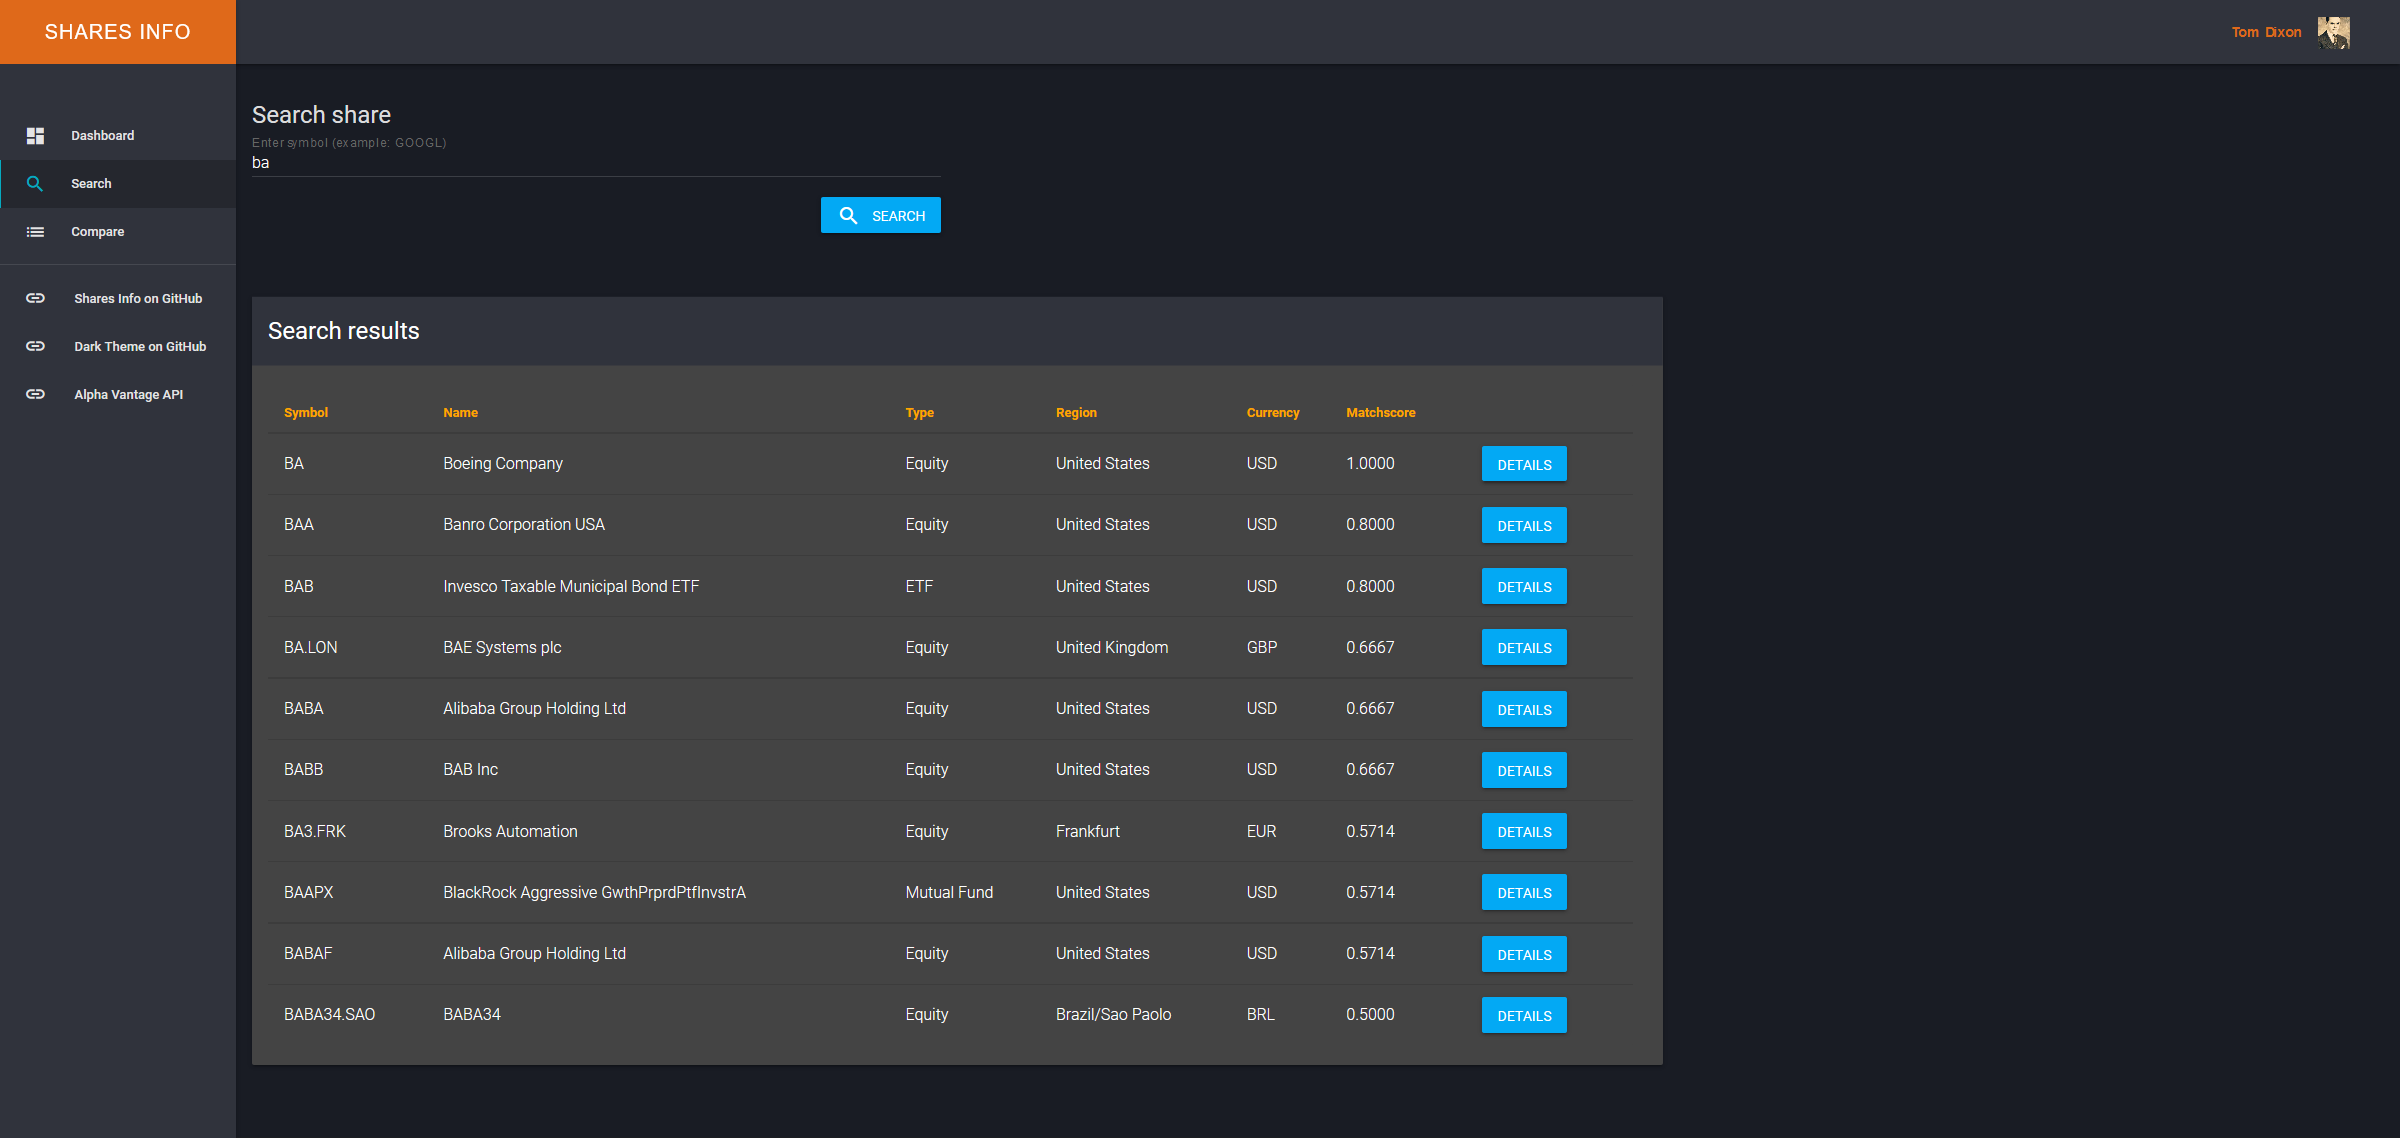 SHARES INFO
Tom Dixon
Dashboard
Search
Compare
Shares Info on GitHub
Dark Theme on GitHub
Alpha Vantage API
Search share
Enter symbol (example: GOOGL)
ba
SEARCH
Search results
Symbol Name Type Region Currency Matchscore
BA Boeing Company Equity United States USD 1.0000 DETAILS
BAA Banro Corporation USA Equity United States USD 0.8000 DETAILS
BAB Invesco Taxable Municipal Bond ETF ETF United States USD 0.8000 DETAILS
BA.LON BAE Systems plc Equity United Kingdom GBP 0.6667 DETAILS
BABA Alibaba Group Holding Ltd Equity United States USD 0.6667 DETAILS
BABB BAB Inc Equity United States USD 0.6667 DETAILS
BA3.FRK Brooks Automation Equity Frankfurt EUR 0.5714 DETAILS
BAAPX BlackRock Aggressive GwthPrprdPtfInvstrA Mutual Fund United States USD 0.5714 DETAILS
BABAF Alibaba Group Holding Ltd Equity United States USD 0.5714 DETAILS
BABA34.SAO BABA34 Equity Brazil/Sao Paolo BRL 0.5000 DETAILS